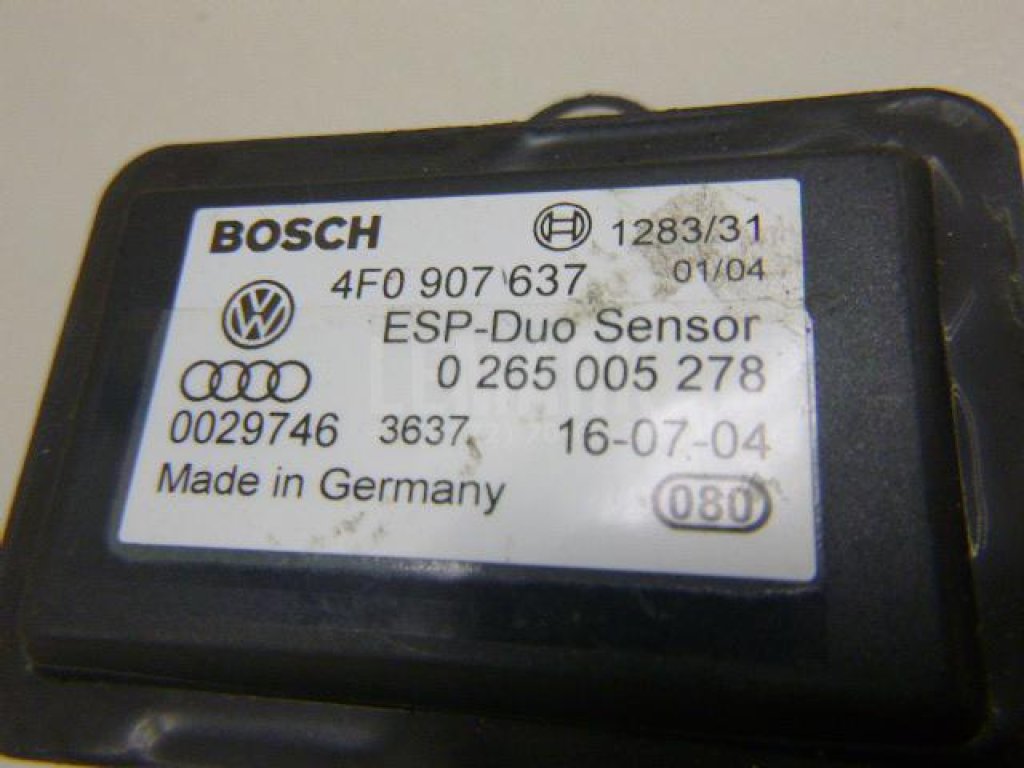 BOSCH 1283/31
4F0 907 637 01/04
ESP-Duo Sensor
0 265 005 278
0029746 3637 16-07-04
Made in Germany 080